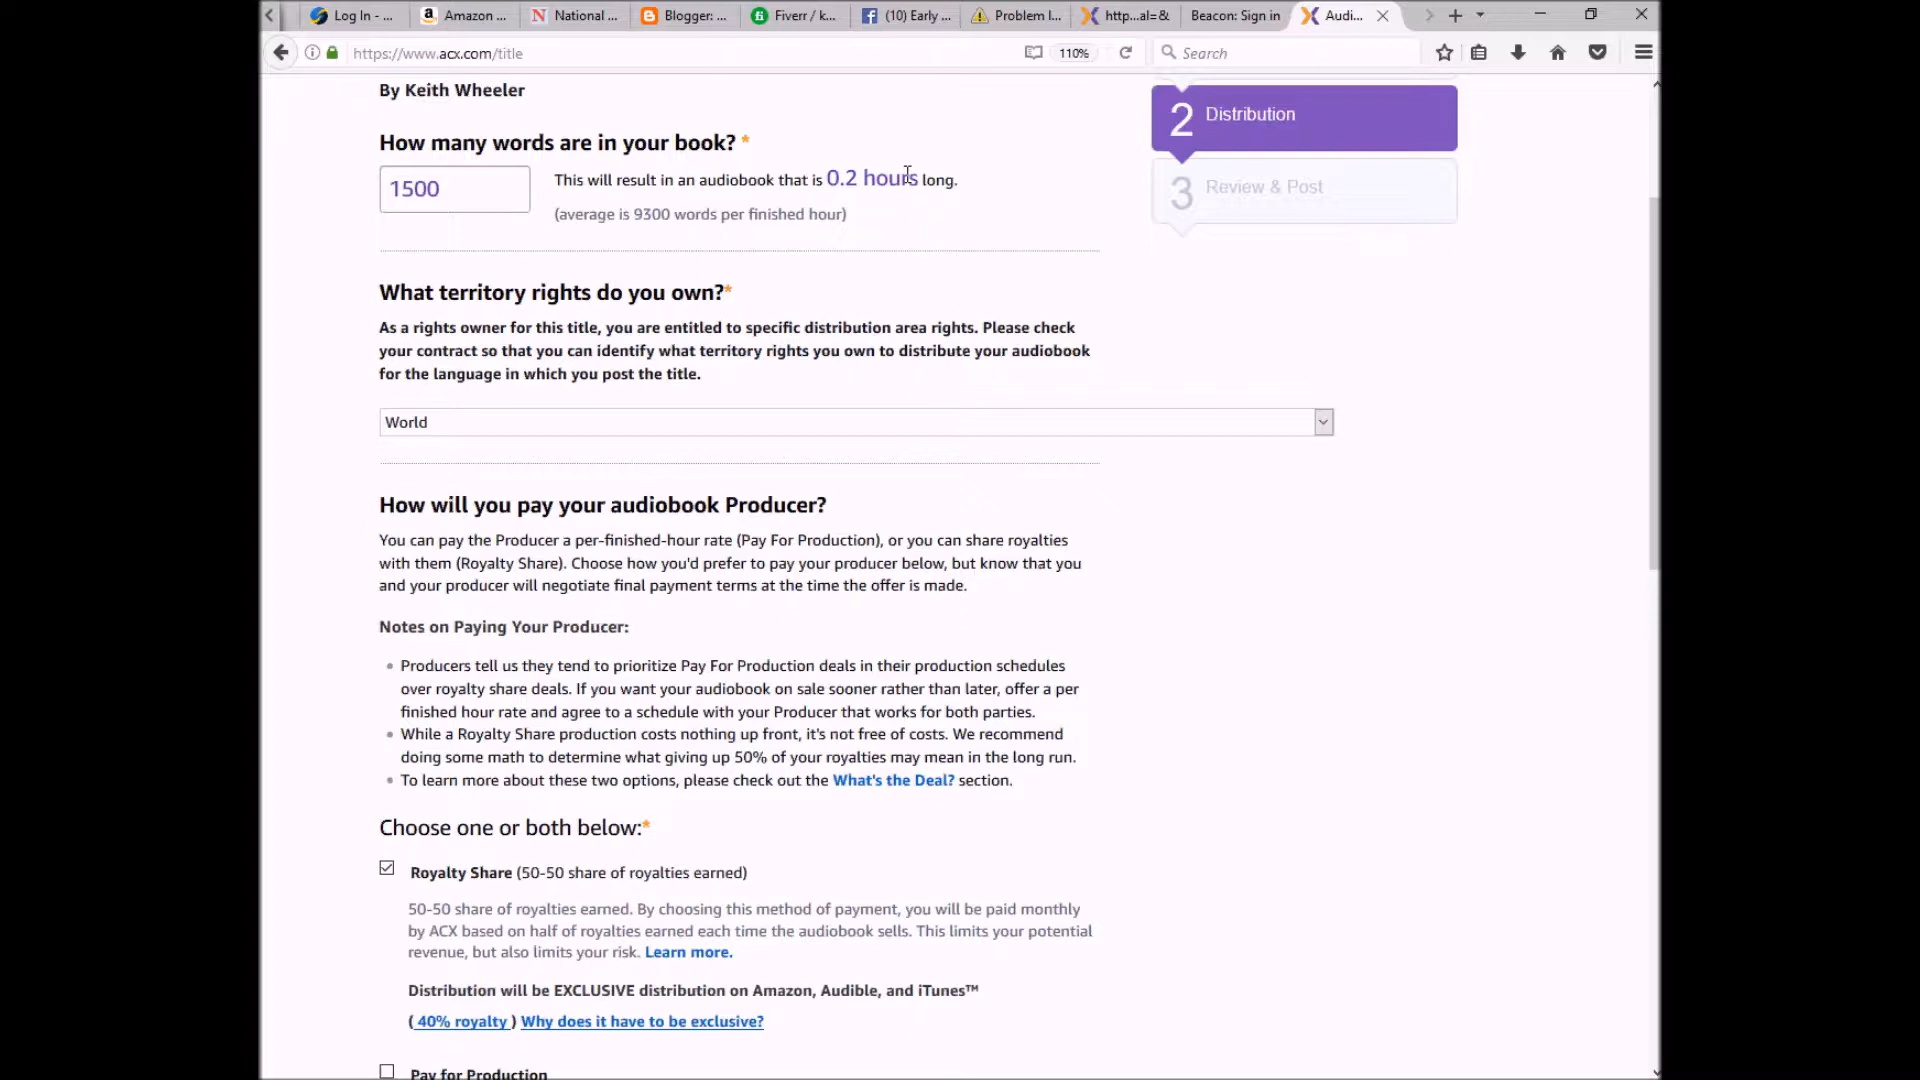 Log In - ...
Amazon ...
National ...
Blogger: ...
Fiverr / k...
(10) Early ...
Problem l...
http...al=&
Beacon: Sign in
Audi...
https://www.acx.com/title
110%
Search
By Keith Wheeler
2 Distribution
3 Review & Post
How many words are in your book? *
1500
This will result in an audiobook that is 0.2 hours long.
(average is 9300 words per finished hour)
What territory rights do you own?*
As a rights owner for this title, you are entitled to specific distribution area rights. Please check
your contract so that you can identify what territory rights you own to distribute your audiobook
for the language in which you post the title.
World
How will you pay your audiobook Producer?
You can pay the Producer a per-finished-hour rate (Pay For Production), or you can share royalties
with them (Royalty Share). Choose how you'd prefer to pay your producer below, but know that you
and your producer will negotiate final payment terms at the time the offer is made.
Notes on Paying Your Producer:
Producers tell us they tend to prioritize Pay For Production deals in their production schedules
over royalty share deals. If you want your audiobook on sale sooner rather than later, offer a per
finished hour rate and agree to a schedule with your Producer that works for both parties.
While a Royalty Share production costs nothing up front, it's not free of costs. We recommend
doing some math to determine what giving up 50% of your royalties may mean in the long run.
To learn more about these two options, please check out the What's the Deal? section.
Choose one or both below:*
Royalty Share (50-50 share of royalties earned)
50-50 share of royalties earned. By choosing this method of payment, you will be paid monthly
by ACX based on half of royalties earned each time the audiobook sells. This limits your potential
revenue, but also limits your risk. Learn more.
Distribution will be EXCLUSIVE distribution on Amazon, Audible, and iTunes™
( 40% royalty ) Why does it have to be exclusive?
Pay for Production